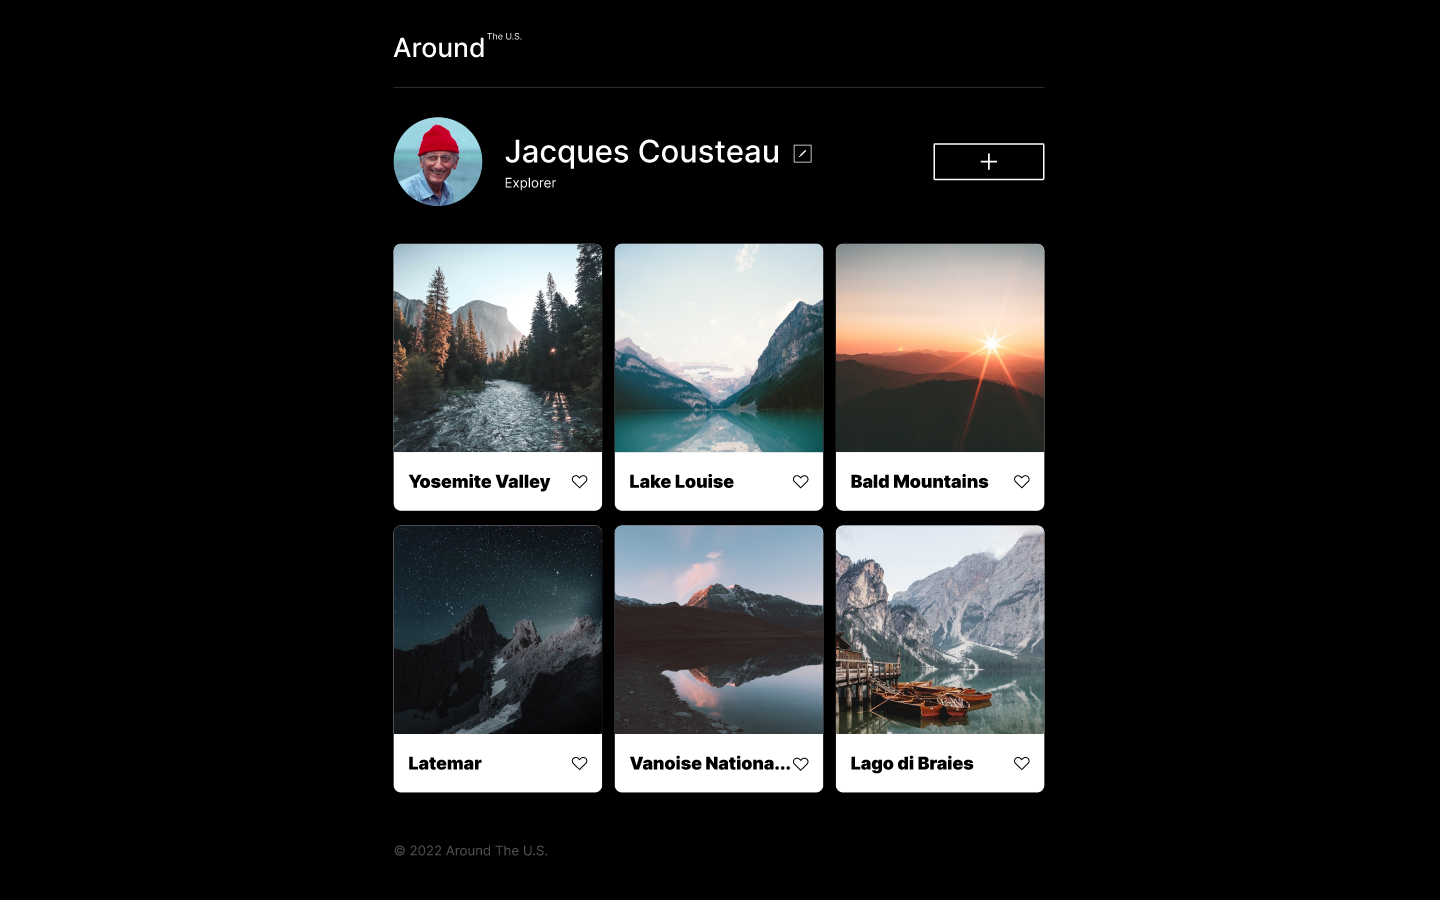 Around The U.S.
Jacques Cousteau
Explorer
Yosemite Valley
Lake Louise
Bald Mountains
Latemar
Vanoise Nationa...
Lago di Braies
© 2022 Around The U.S.